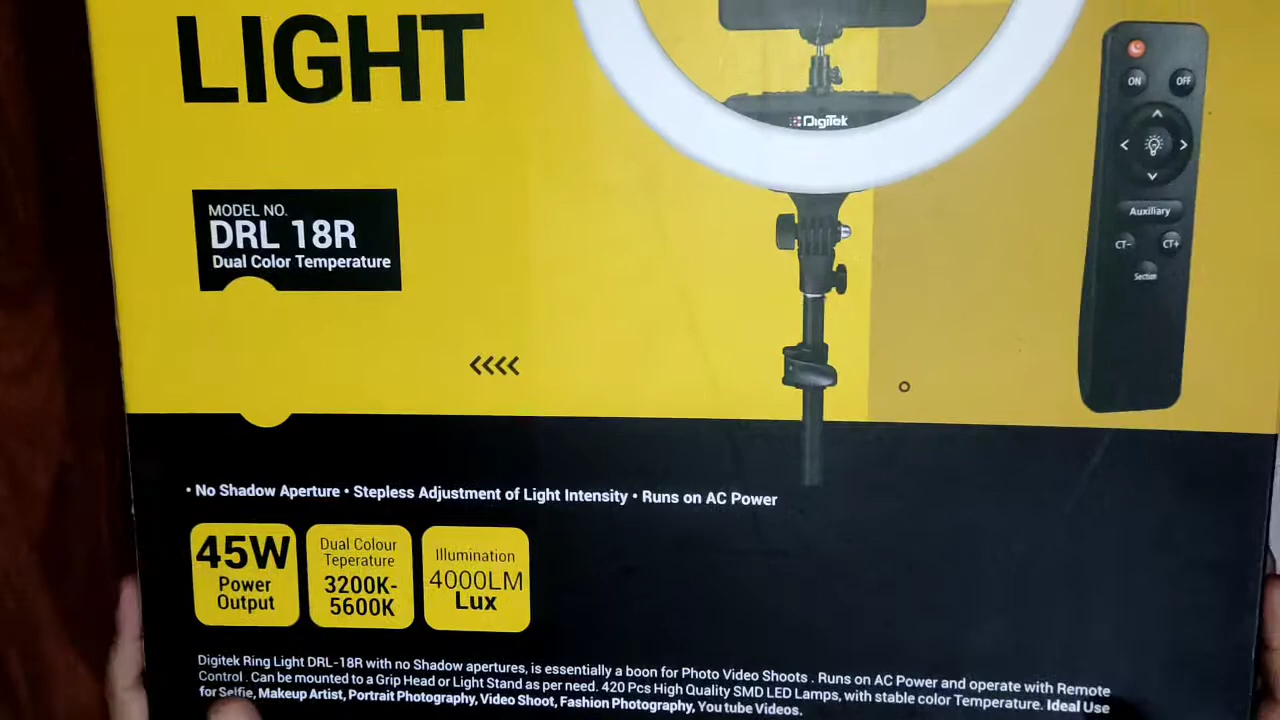 LIGHT
DigiTek
ON OFF
Auxiliary
CT- CT+
Section
MODEL NO.
DRL 18R
Dual Color Temperature
• No Shadow Aperture • Stepless Adjustment of Light Intensity • Runs on AC Power
45W
Power
Output
Dual Colour
Teperature
3200K-
5600K
Illumination
4000LM
Lux
Digitek Ring Light DRL-18R with no Shadow apertures, is essentially a boon for Photo Video Shoots . Runs on AC Power and operate with Remote
Control . Can be mounted to a Grip Head or Light Stand as per need. 420 Pcs High Quality SMD LED Lamps, with stable color Temperature. Ideal Use
for Selfie, Makeup Artist, Portrait Photography, Video Shoot, Fashion Photography, You tube Videos.